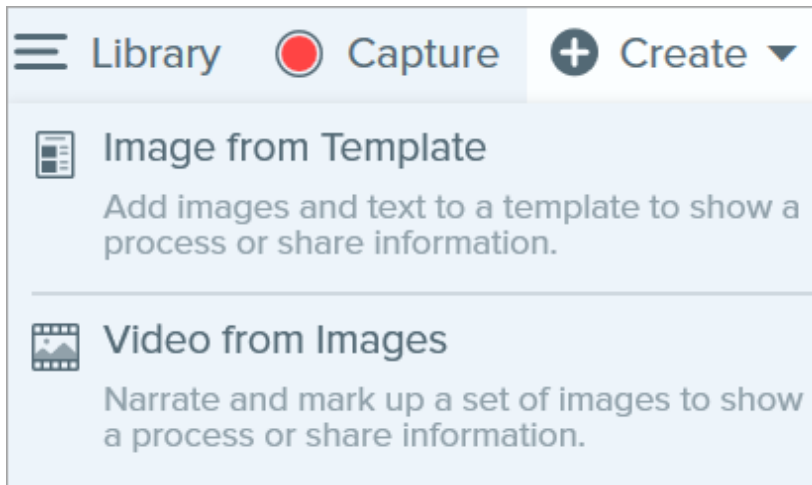 Library Capture Create
Image from Template
Add images and text to a template to show a
process or share information.
Video from Images
Narrate and mark up a set of images to show
a process or share information.